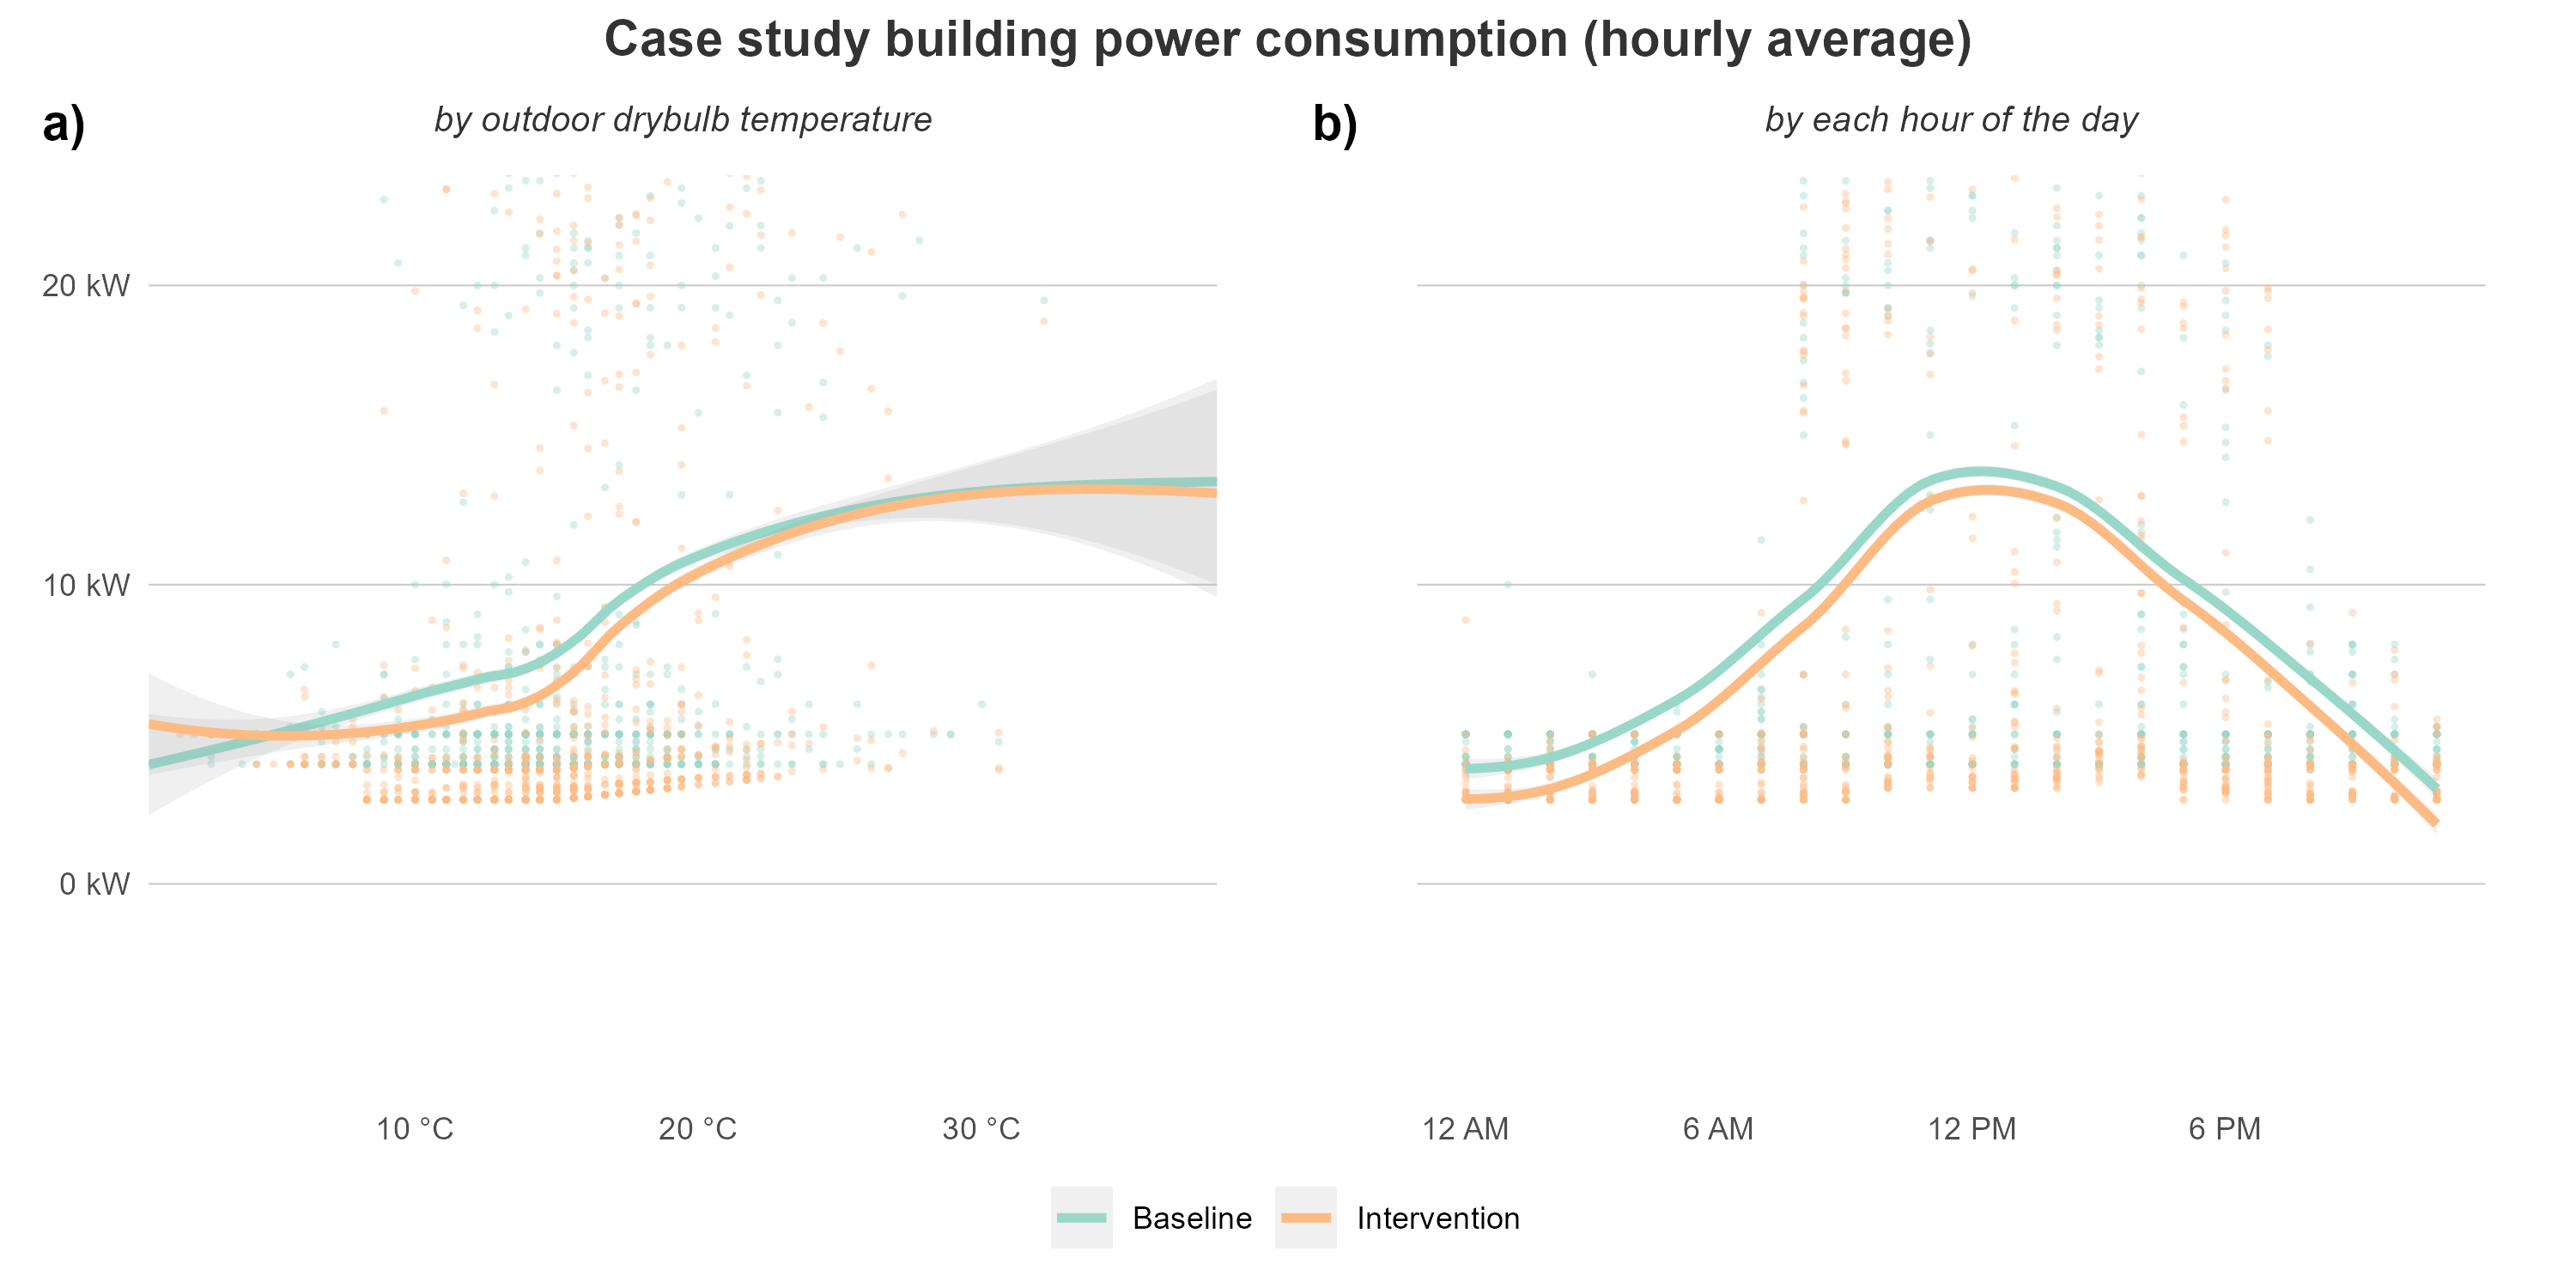 Case study building power consumption (hourly average)
a)
by outdoor drybulb temperature
b)
by each hour of the day
20 kW
10 kW
0 kW
10 °C
20 °C
30 °C
12 AM
6 AM
12 PM
6 PM
Baseline
Intervention